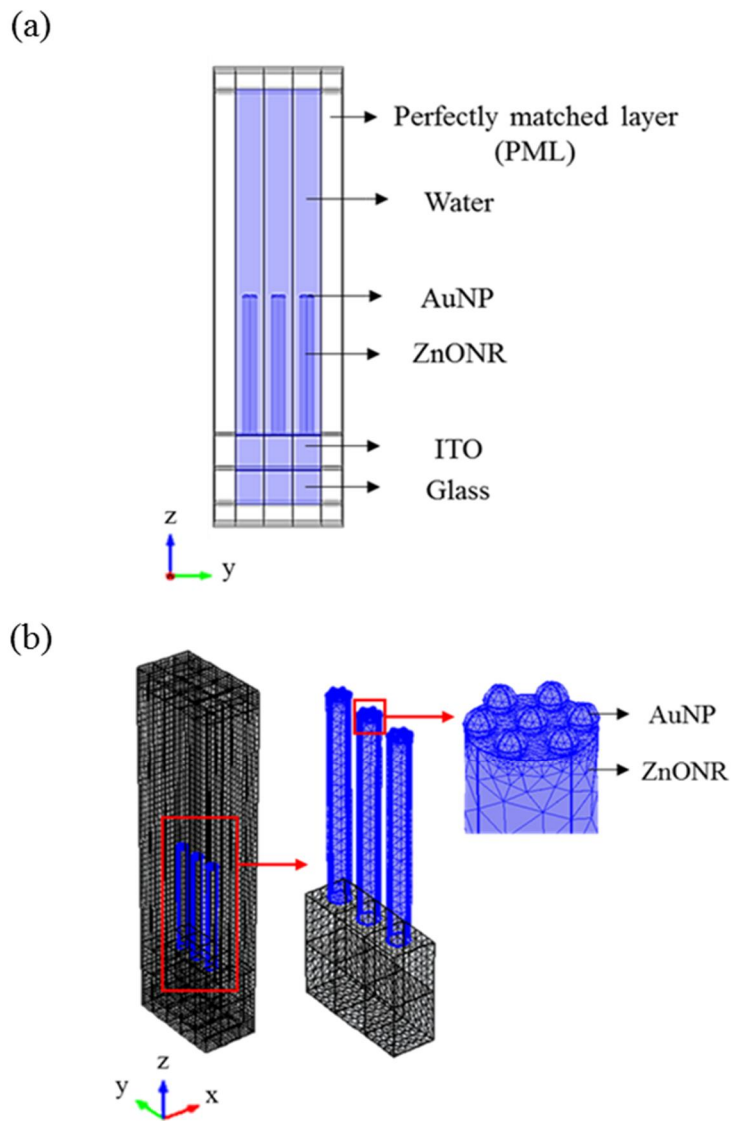 (a)
Perfectly matched layer
(PML)
Water
AuNP
ZnONR
ITO
Glass
z
y
(b)
AuNP
ZnONR
z
y
x